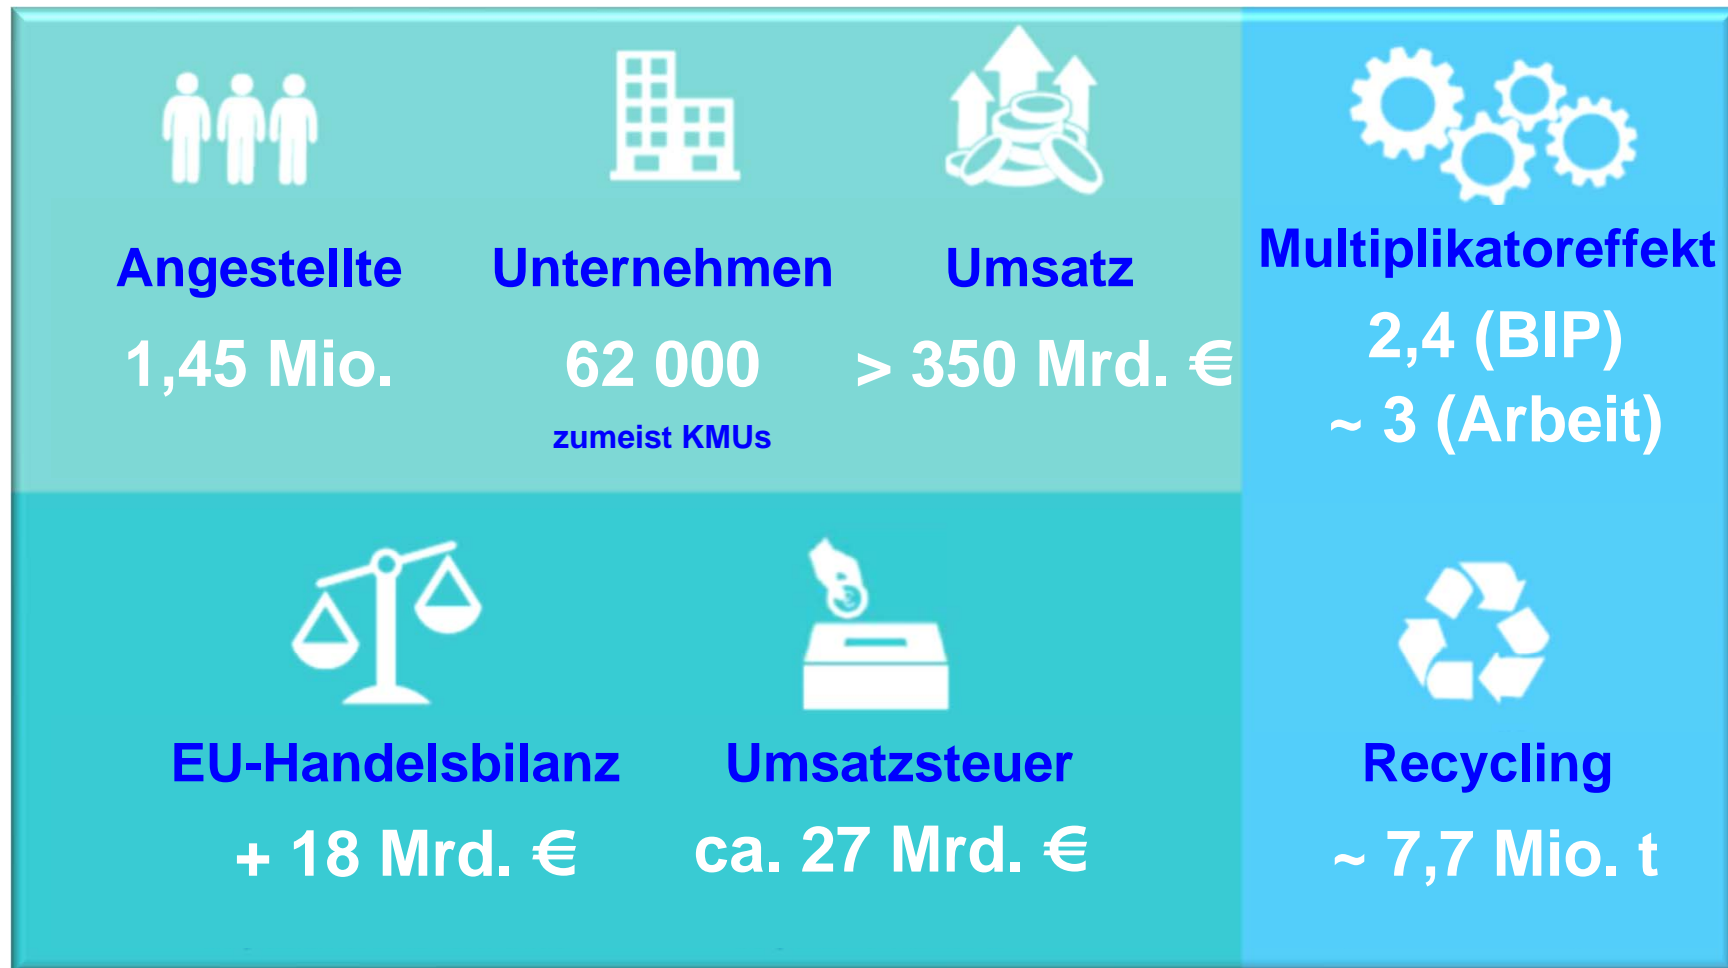 Angestellte
1,45 Mio.
Unternehmen
62 000
zumeist KMUs
Umsatz
> 350 Mrd. €
Multiplikatoreffekt
2,4 (BIP)
~ 3 (Arbeit)
EU-Handelsbilanz
+ 18 Mrd. €
Umsatzsteuer
ca. 27 Mrd. €
Recycling
~ 7,7 Mio. t